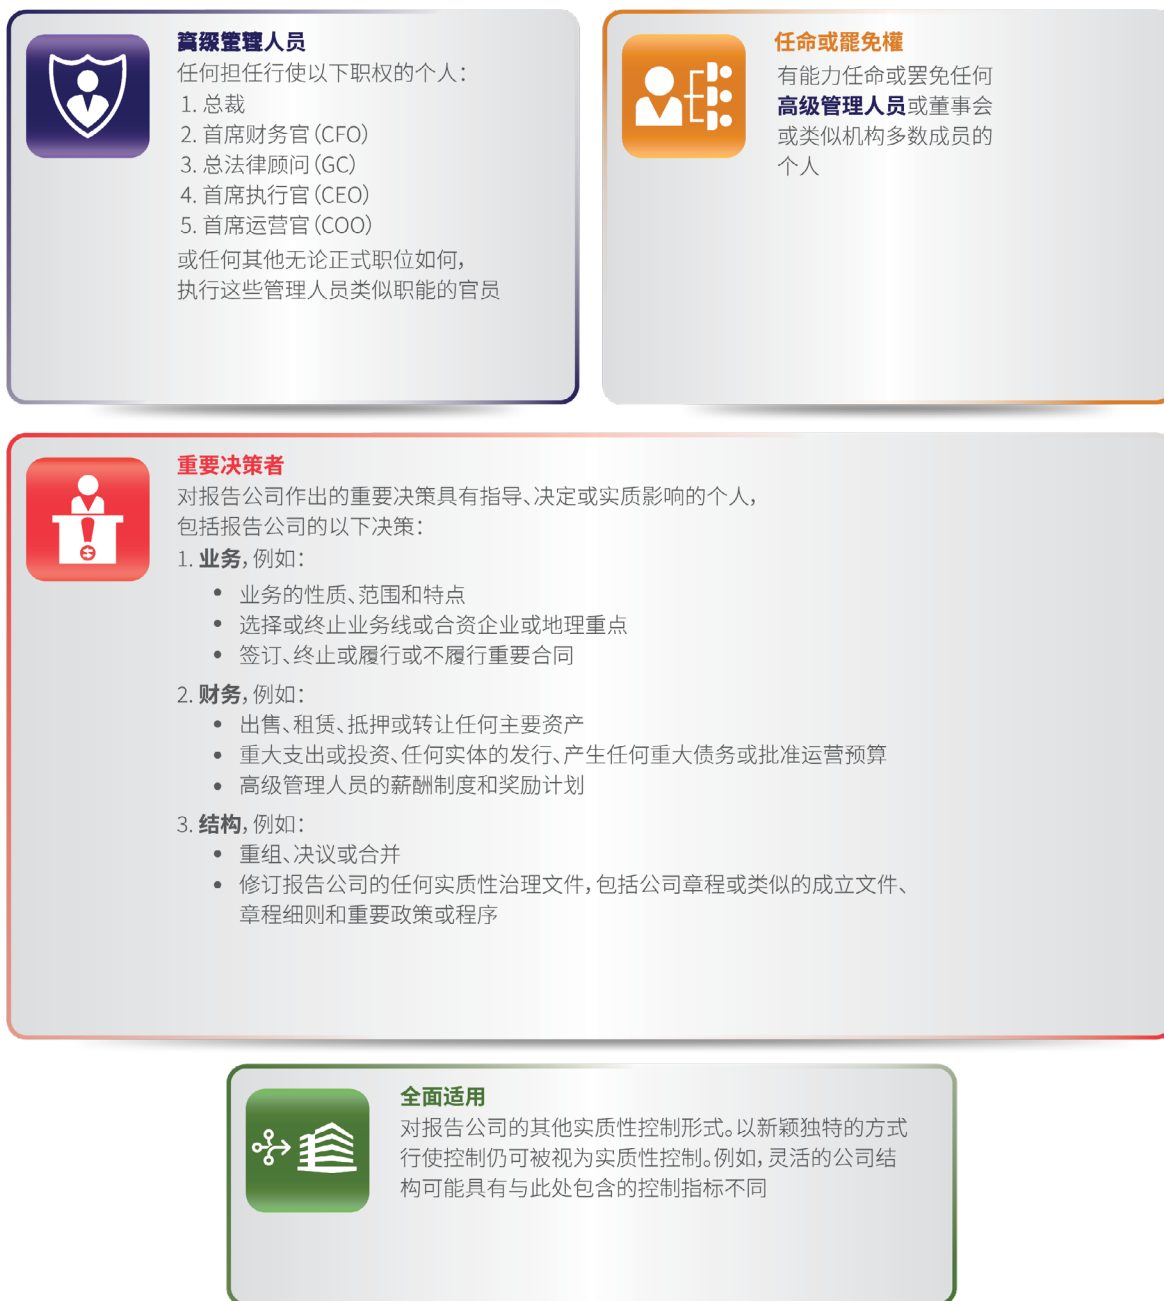 高级管理人员
任何担任行使以下职权的个人：
1. 总裁
2. 首席财务官（CFO）
3. 总法律顾问（GC）
4. 首席执行官（CEO）
5. 首席运营官（COO）
或任何其他无论正式职位如何，
执行这些管理人员类似职能的官员
任命或罷免權
有能力任命或罢免任何
高级管理人员或董事会
或类似机构多数成员的
个人
重要决策者
对报告公司作出的重要决策具有指导、决定或实质影响的个人，
包括报告公司的以下决策：
1. 业务，例如：
• 业务的性质、范围和特点
• 选择或终止业务线或合资企业或地理重点
• 签订、终止或履行或不履行重要合同
2. 财务，例如：
• 出售、租赁、抵押或转让任何主要资产
• 重大支出或投资、任何实体的发行、产生任何重大债务或批准运营预算
• 高级管理人员的薪酬制度和奖励计划
3. 结构，例如：
• 重组、决议或合并
• 修订报告公司的任何实质性治理文件，包括公司章程或类似的成立文件、
章程细则和重要政策或程序
全面适用
对报告公司的其他实质性控制形式。以新颖独特的方式
行使控制仍可被视为实质性控制。例如，灵活的公司结
构可能具有与此处包含的控制指标不同